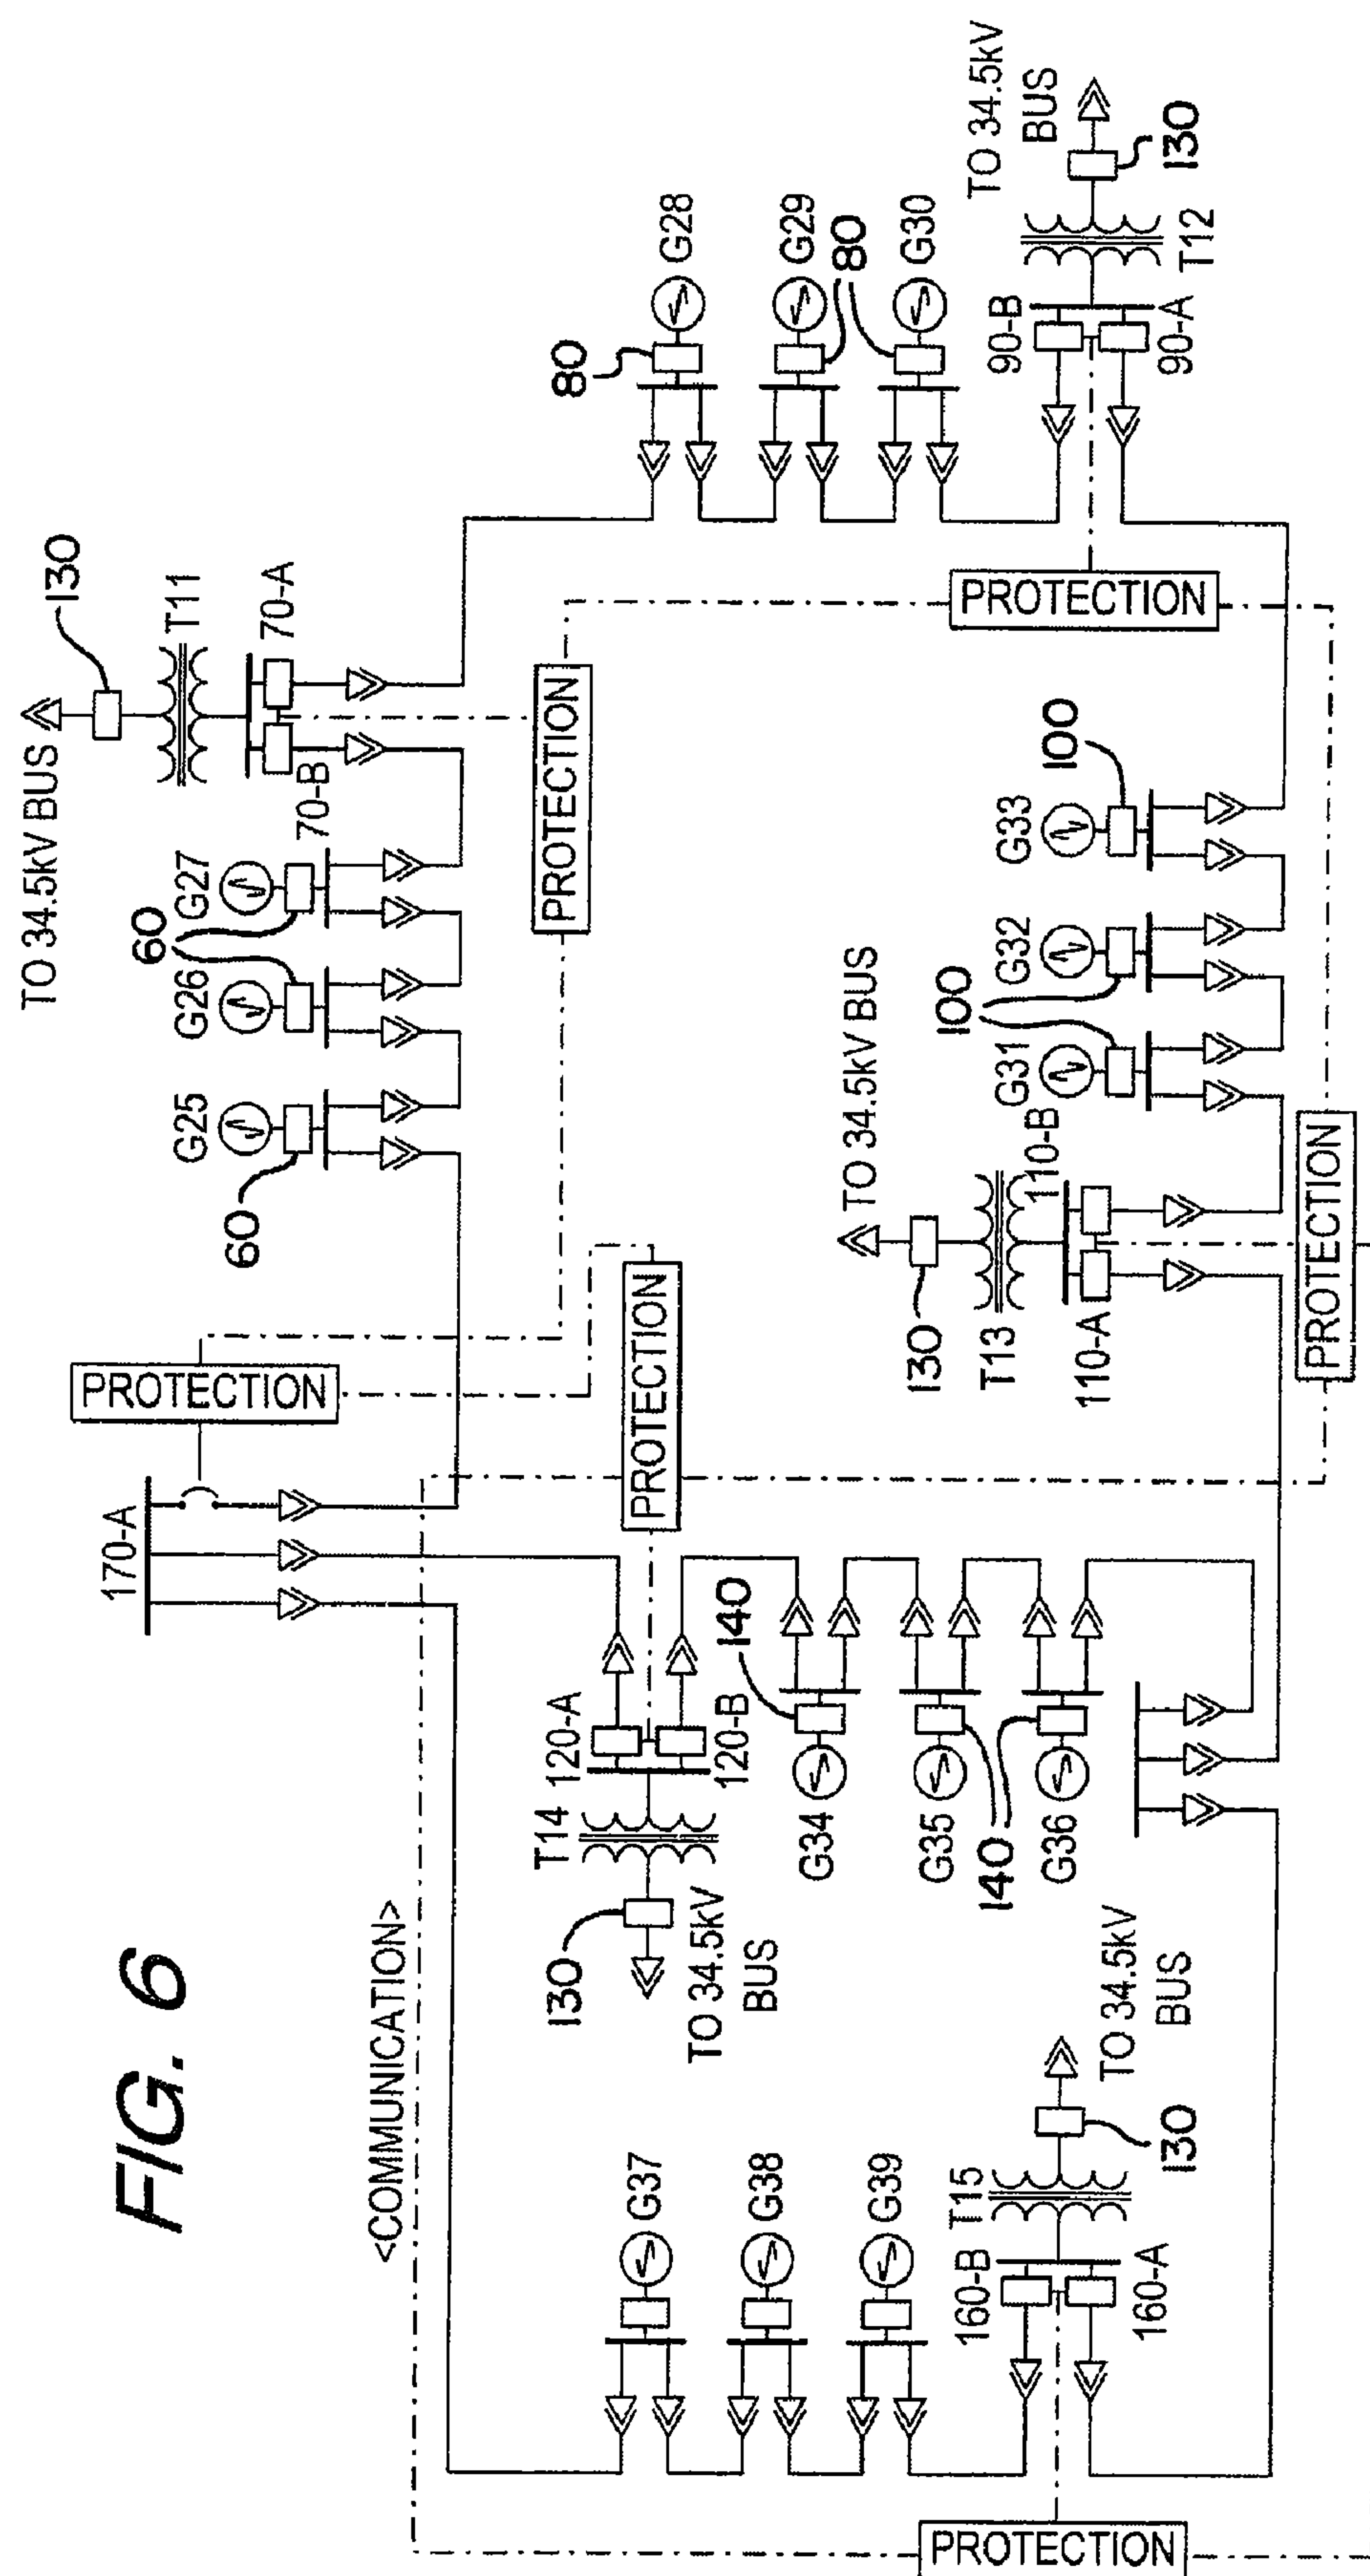 FIG. 6
<COMMUNICATION>
170-A
PROTECTION
TO 34.5kV BUS
130
T11
70-A
70-B
G25
G26
G27
60
60
PROTECTION
G28
80
G29
80
G30
TO 34.5kV
BUS
130
T12
90-B
90-A
PROTECTION
T14
120-A
120-B
130
TO 34.5kV
BUS
PROTECTION
140
G34
G35
140
G36
TO 34.5kV BUS
130
T13
110-B
110-A
G31
G32
G33
100
100
PROTECTION
G37
G38
G39
T15
160-B
160-A
130
TO 34.5kV
BUS
PROTECTION